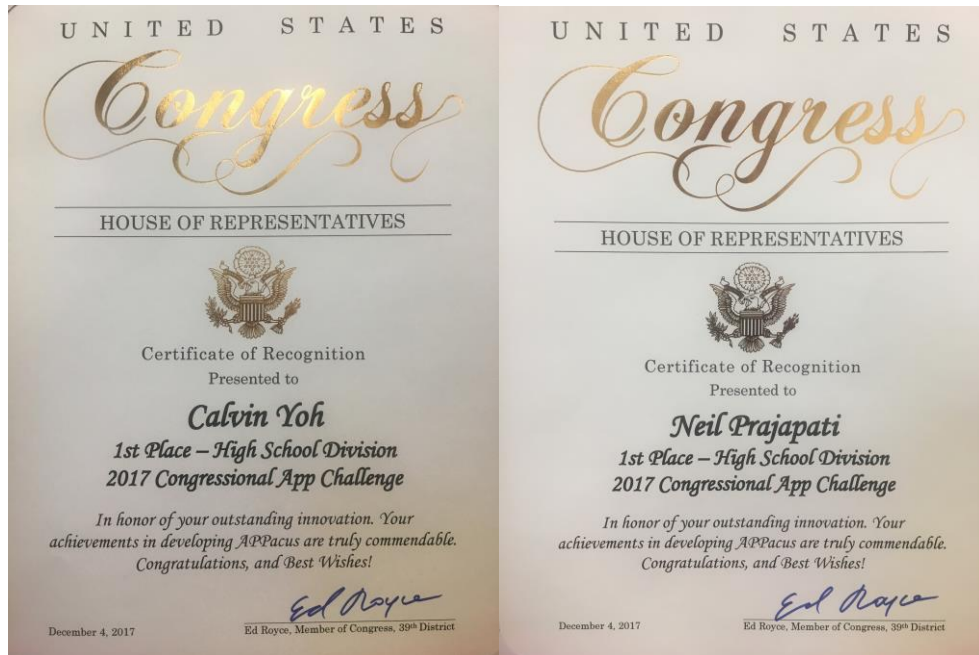 UNITED STATES
Congress
HOUSE OF REPRESENTATIVES
Certificate of Recognition
Presented to
Calvin Yoh
1st Place – High School Division
2017 Congressional App Challenge
In honor of your outstanding innovation. Your
achievements in developing APPacus are truly commendable.
Congratulations, and Best Wishes!
Ed Royce
December 4, 2017
Ed Royce, Member of Congress, 39th District
UNITED STATES
Congress
HOUSE OF REPRESENTATIVES
Certificate of Recognition
Presented to
Neil Prajapati
1st Place – High School Division
2017 Congressional App Challenge
In honor of your outstanding innovation. Your
achievements in developing APPacus are truly commendable.
Congratulations, and Best Wishes!
Ed Royce
December 4, 2017
Ed Royce, Member of Congress, 39th District